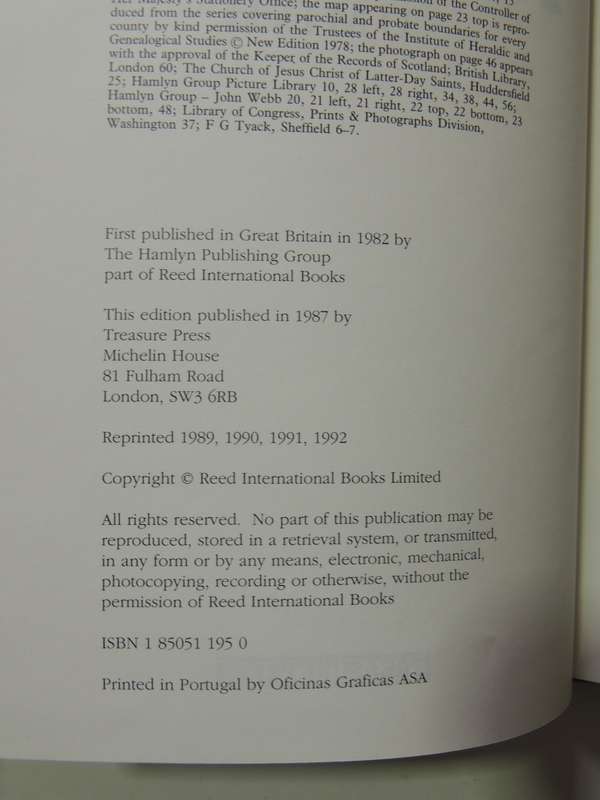 Her Majesty's Stationery Office; the map appearing on page 23 top is repro-
duced from the series covering parochial and probate boundaries for every
county by kind permission of the Trustees of the Institute of Heraldic and
Genealogical Studies © New Edition 1978; the photograph on page 46 appears
with the approval of the Keeper of the Records of Scotland; British Library,
London 60; The Church of Jesus Christ of Latter-Day Saints, Huddersfield
25; Hamlyn Group Picture Library 10, 28 left, 28 right, 34, 38, 44, 56;
Hamlyn Group – John Webb 20, 21 left, 21 right, 22 top, 22 bottom, 23
bottom, 48; Library of Congress, Prints & Photographs Division,
Washington 37; F G Tyack, Sheffield 6–7.
First published in Great Britain in 1982 by
The Hamlyn Publishing Group
part of Reed International Books
This edition published in 1987 by
Treasure Press
Michelin House
81 Fulham Road
London, SW3 6RB
Reprinted 1989, 1990, 1991, 1992
Copyright © Reed International Books Limited
All rights reserved. No part of this publication may be
reproduced, stored in a retrieval system, or transmitted,
in any form or by any means, electronic, mechanical,
photocopying, recording or otherwise, without the
permission of Reed International Books
ISBN 1 85051 195 0
Printed in Portugal by Oficinas Graficas ASA